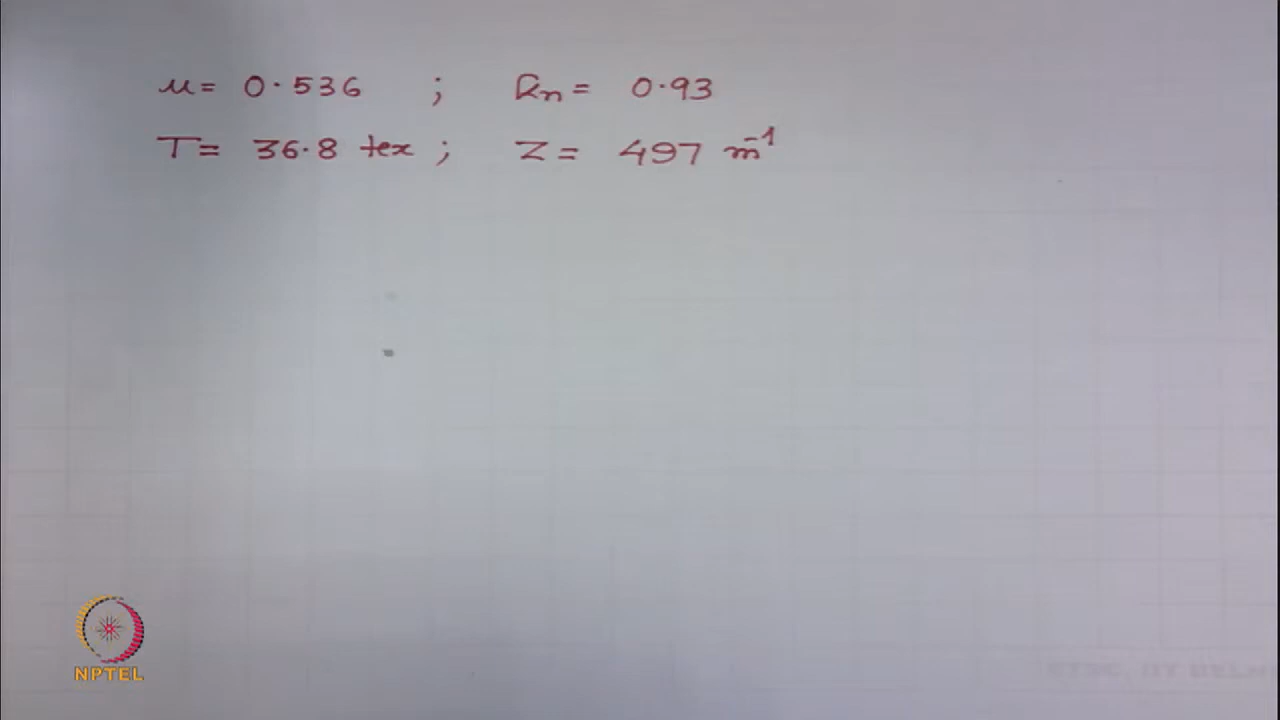 μ = 0.536 ; Rn = 0.93
T = 36.8 tex ; Z = 497 m⁻¹
NPTEL